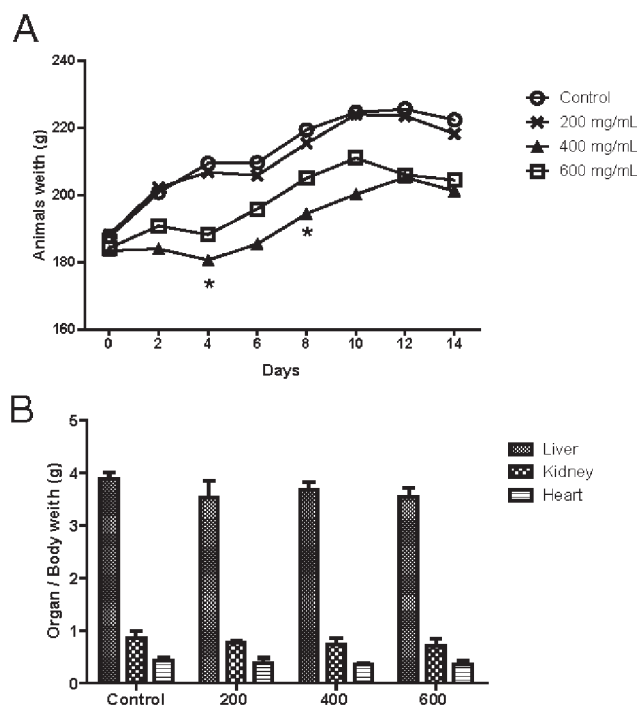 A
Animals weith (g)
240
220
200
180
160
0 2 4 6 8 10 12 14
Days
* *
Control
200 mg/mL
400 mg/mL
600 mg/mL
B
Organ / Body weith (g)
5
4
3
2
1
0
Control 200 400 600
Liver
Kidney
Heart